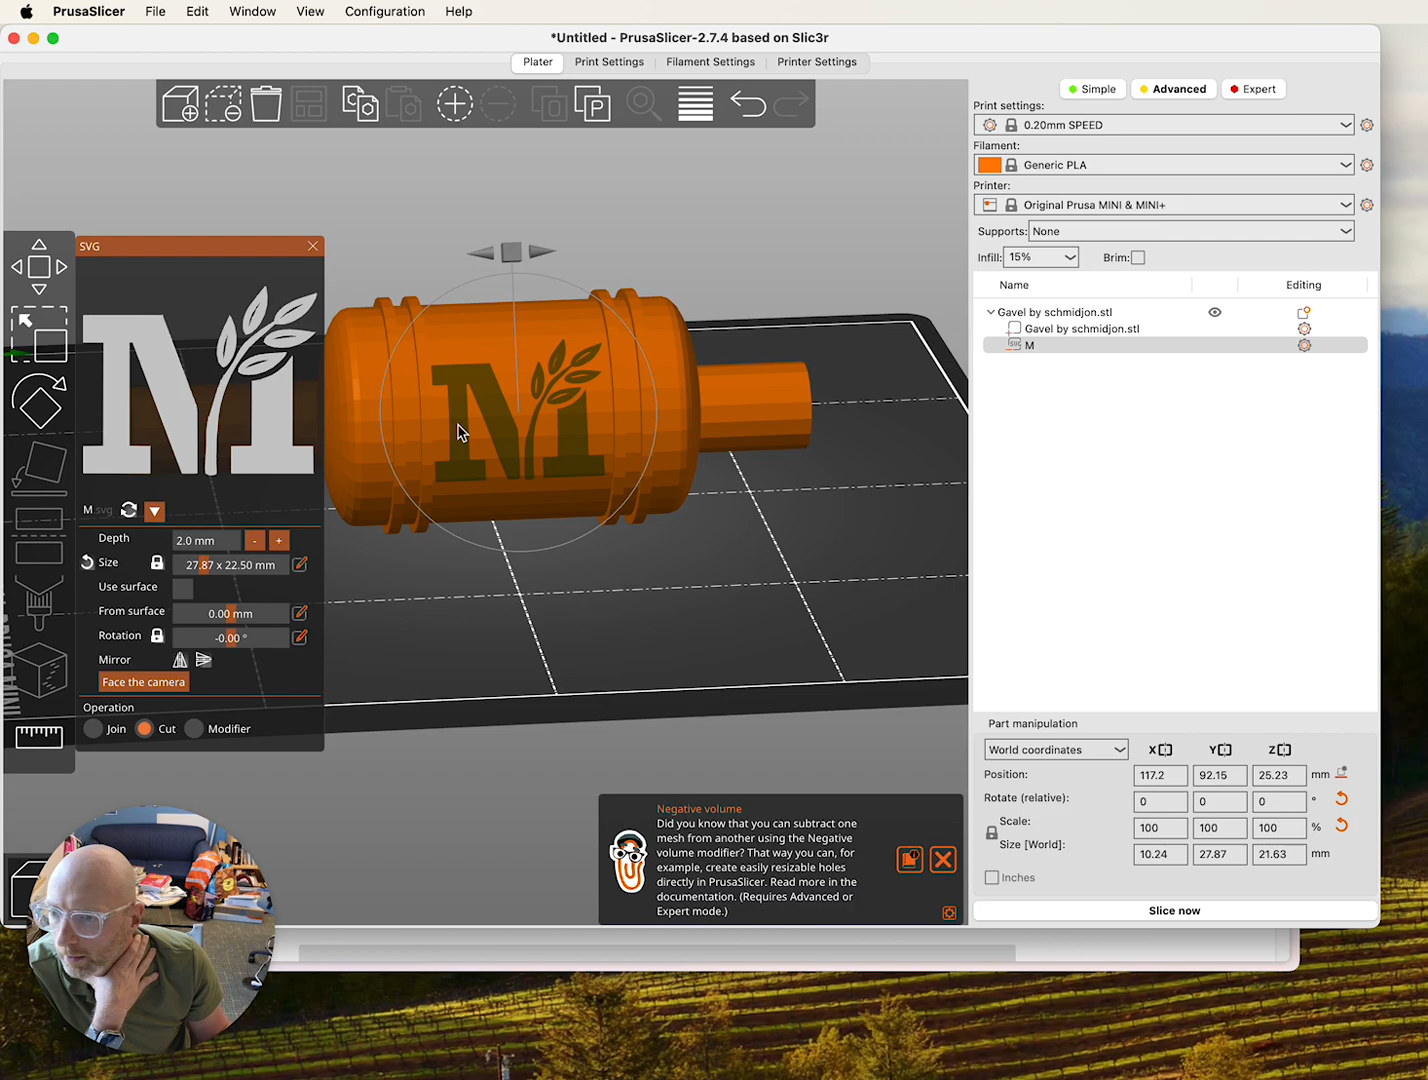 PrusaSlicer File Edit Window View Configuration Help
*Untitled - PrusaSlicer-2.7.4 based on Slic3r
Plater Print Settings Filament Settings Printer Settings
Simple Advanced Expert
Print settings:
0.20mm SPEED
Filament:
Generic PLA
Printer:
Original Prusa MINI & MINI+
Supports: None
Infill: 15% Brim:
Name Editing
Gavel by schmidjon.stl
Gavel by schmidjon.stl
SVG M
SVG
M
M
M.svg
Depth 2.0 mm - +
Size 27.87 x 22.50 mm
Use surface
From surface 0.00 mm
Rotation -0.00 °
Mirror
Face the camera
Operation
Join Cut Modifier
Negative volume
Did you know that you can subtract one
mesh from another using the Negative
volume modifier? That way you can, for
example, create easily resizable holes
directly in PrusaSlicer. Read more in the
documentation. (Requires Advanced or
Expert mode.)
Part manipulation
World coordinates X Y Z
Position: 117.2 92.15 25.23 mm
Rotate (relative): 0 0 0 °
Scale: 100 100 100 %
Size [World]: 10.24 27.87 21.63 mm
Inches
Slice now